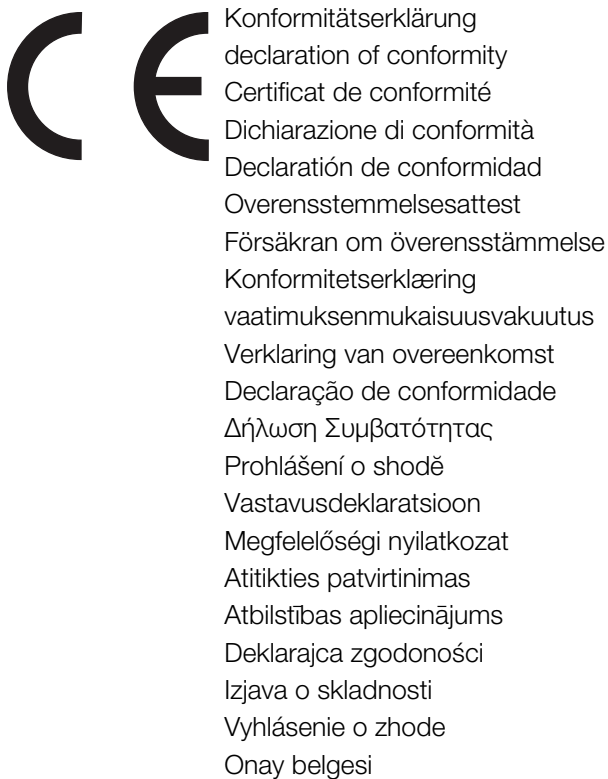 CE
Konformitätserklärung
declaration of conformity
Certificat de conformité
Dichiarazione di conformità
Declaratión de conformidad
Overensstemmelsesattest
Försäkran om överensstämmelse
Konformitetserklæring
vaatimuksenmukaisuusvakuutus
Verklaring van overeenkomst
Declaração de conformidade
Δήλωση Συμβατότητας
Prohlášení o shodě
Vastavusdeklaratsioon
Megfelelőségi nyilatkozat
Atitikties patvirtinimas
Atbilstības apliecinājums
Deklarajca zgodoności
Izjava o skladnosti
Vyhlásenie o zhode
Onay belgesi